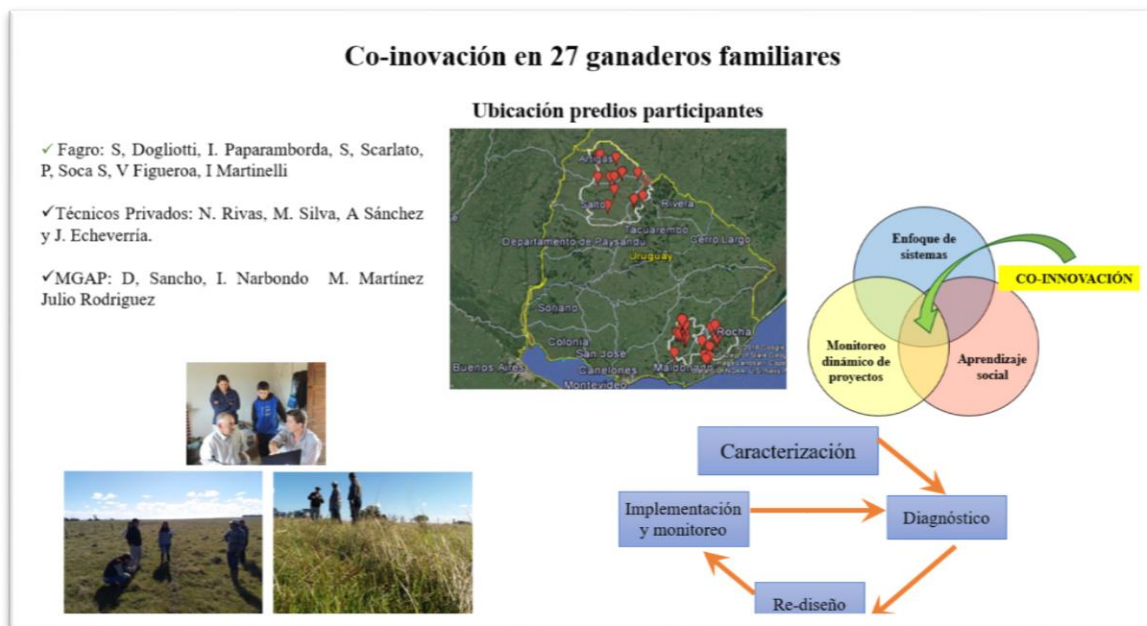 Co-inovación en 27 ganaderos familiares
Ubicación predios participantes
✓ Fagro: S, Dogliotti, I. Paparamborda, S, Scarlato,
P, Soca S, V Figueroa, I Martinelli
✓Técnicos Privados: N. Rivas, M. Silva, A Sánchez
y J. Echeverría.
✓MGAP: D, Sancho, I. Narbondo M. Martínez
Julio Rodriguez
Artigas
Salto
Rivera
Tacuarembo
Departamento de Paysandú
Cerro Largo
Uruguay
Soriano
Colonia
San José
Rocha
Buenos Aires
Canelones
Maldonado
Montevideo
Enfoque de
sistemas
CO-INNOVACIÓN
Monitoreo
dinámico de
proyectos
Aprendizaje
social
Caracterización
Implementación
y monitoreo
Diagnóstico
Re-diseño